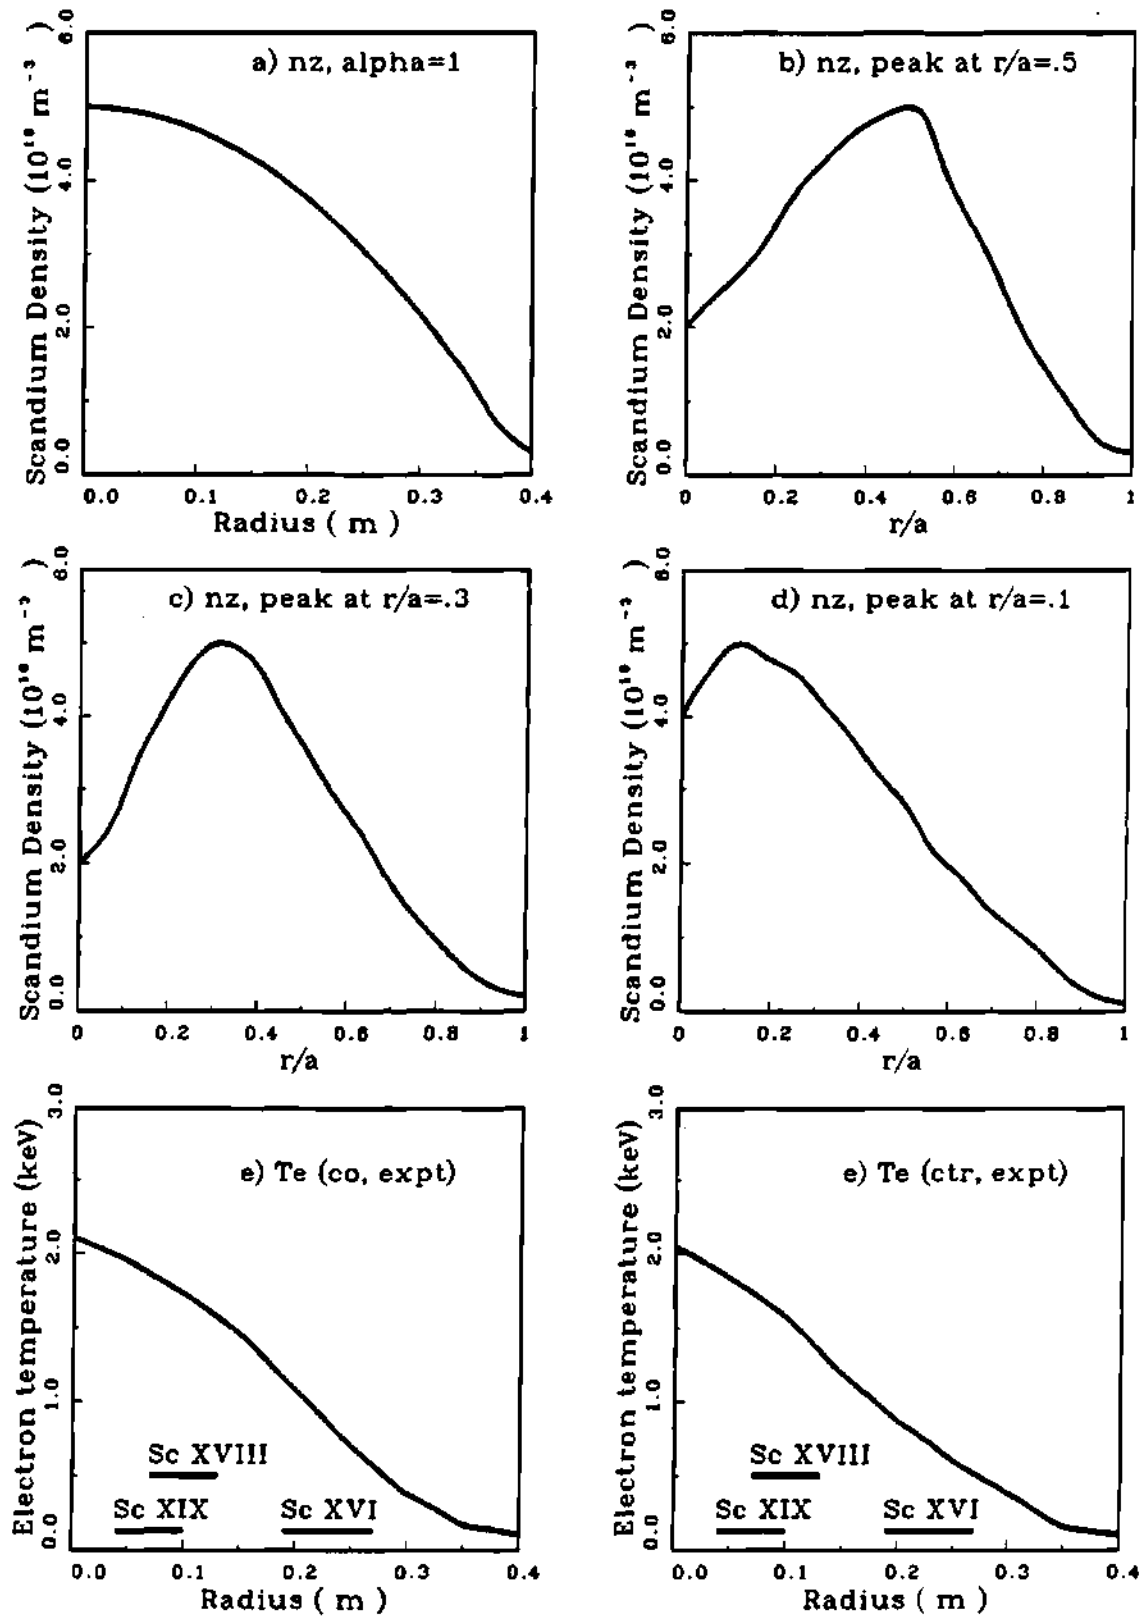 a) nz, alpha=1
Scandium Density (10¹⁶ m⁻³)
6.0
4.0
2.0
0.0
0.0 0.1 0.2 0.3 0.4
Radius ( m )
b) nz, peak at r/a=.5
Scandium Density (10¹⁶ m⁻³)
6.0
4.0
2.0
0.0
0 0.2 0.4 0.6 0.8 1
r/a
c) nz, peak at r/a=.3
Scandium Density (10¹⁶ m⁻³)
6.0
4.0
2.0
0.0
0 0.2 0.4 0.6 0.8 1
r/a
d) nz, peak at r/a=.1
Scandium Density (10¹⁶ m⁻³)
6.0
4.0
2.0
0.0
0 0.2 0.4 0.6 0.8 1
r/a
e) Te (co, expt)
Electron temperature (keV)
3.0
2.0
1.0
0.0
Sc XVIII
Sc XIX Sc XVI
0.0 0.1 0.2 0.3 0.4
Radius ( m )
e) Te (ctr, expt)
Electron temperature (keV)
3.0
2.0
1.0
0.0
Sc XVIII
Sc XIX Sc XVI
0.0 0.1 0.2 0.3 0.4
Radius ( m )